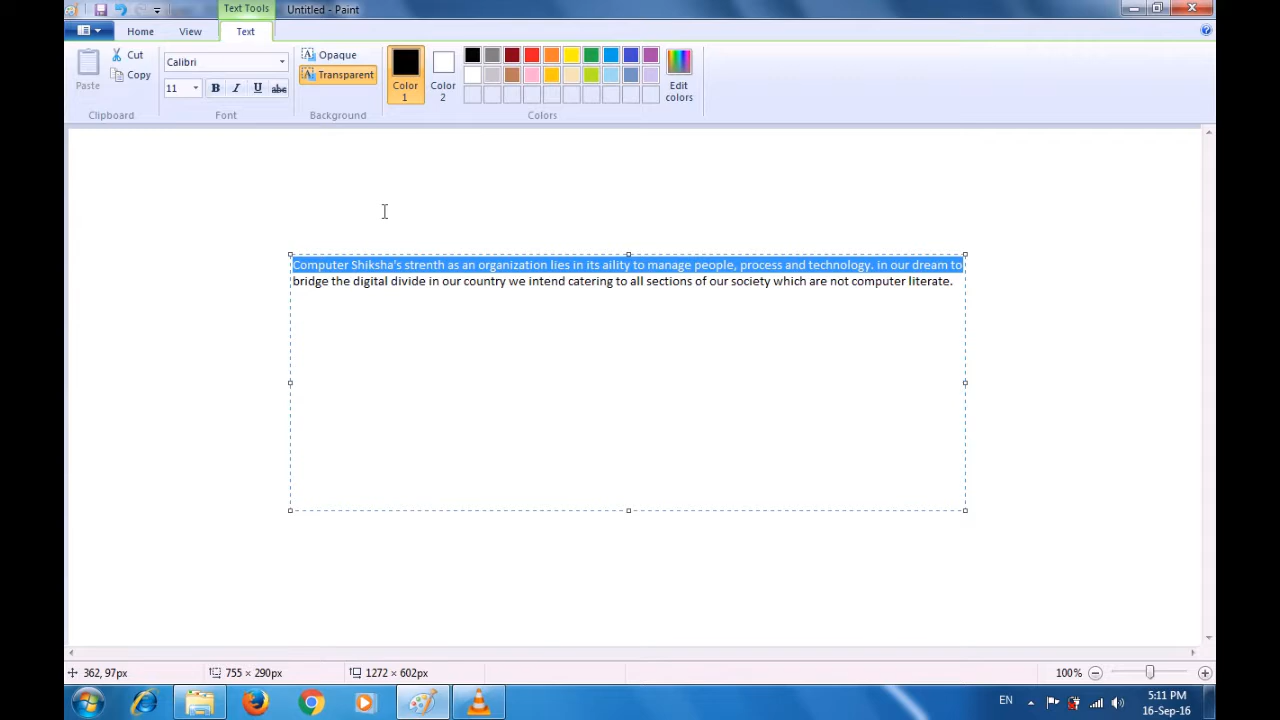 Text Tools
Untitled - Paint
Home
View
Text
Cut
Copy
Paste
Clipboard
Calibri
11
B I U abc
Font
Opaque
Transparent
Background
Color
1
Color
2
Edit
colors
Colors
Computer Shiksha's strenth as an organization lies in its aility to manage people, process and technology. in our dream to
bridge the digital divide in our country we intend catering to all sections of our society which are not computer literate.
362, 97px
755 × 290px
1272 × 602px
100%
EN
5:11 PM
16-Sep-16